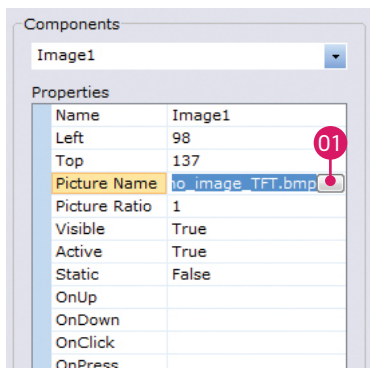 Components
Image1
Properties
Name Image1
Left 98
01
Top 137
Picture Name no_image_TFT.bmp
Picture Ratio 1
Visible True
Active True
Static False
OnUp
OnDown
OnClick
OnPress